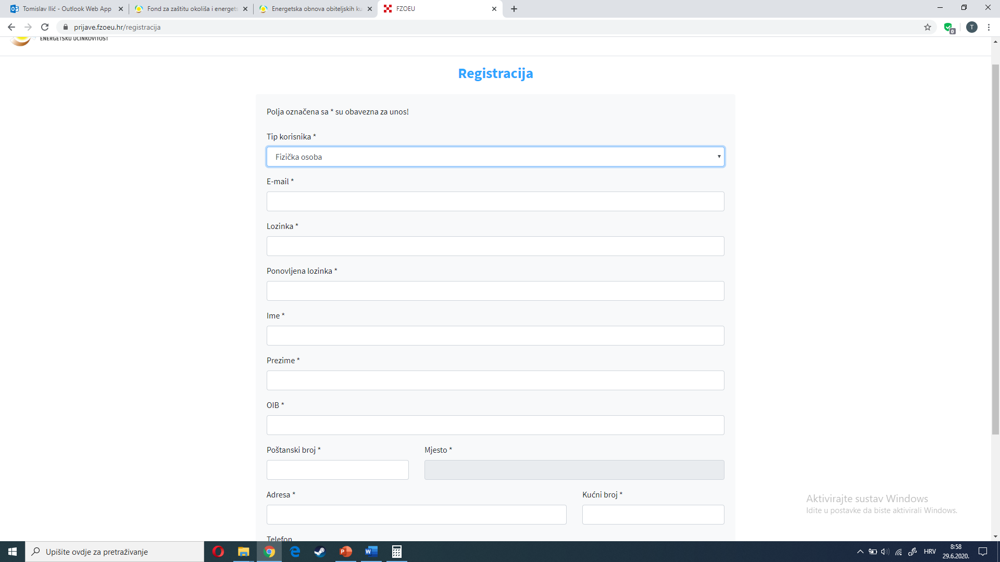 Tomislav Ilić - Outlook Web App
Fond za zaštitu okoliša i energets
Energetska obnova obiteljskih ku
FZOEU
prijave.fzoeu.hr/registracija
0
T
ENERGETSKU UČINKOVITOST
Registracija
Polja označena sa * su obavezna za unos!
Tip korisnika *
Fizička osoba
E-mail *
Lozinka *
Ponovljena lozinka *
Ime *
Prezime *
OIB *
Poštanski broj * Mjesto *
Adresa * Kućni broj *
Telefon
Aktivirajte sustav Windows
Idite u postavke da biste aktivirali Windows.
Upišite ovdje za pretraživanje
HRV
8:58
29.6.2020.